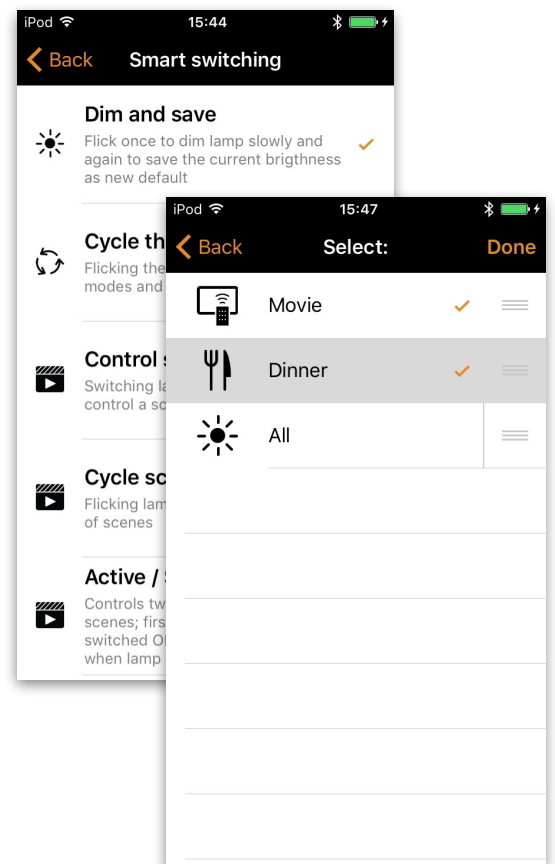 iPod 15:44
Back Smart switching
Dim and save
Flick once to dim lamp slowly and
again to save the current brigthness
as new default
Cycle th
Flicking the
modes and
Control s
Switching la
control a sc
Cycle sc
Flicking lam
of scenes
Active /
Controls tw
scenes; firs
switched O
when lamp
iPod 15:47
Back Select: Done
Movie
Dinner
All